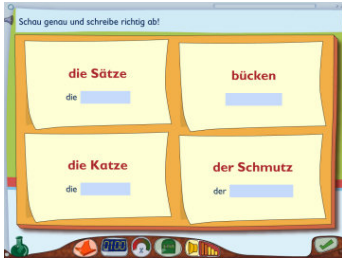 Schau genau und schreibe richtig ab!
die Sätze
die
bücken
die Katze
die
der Schmutz
der